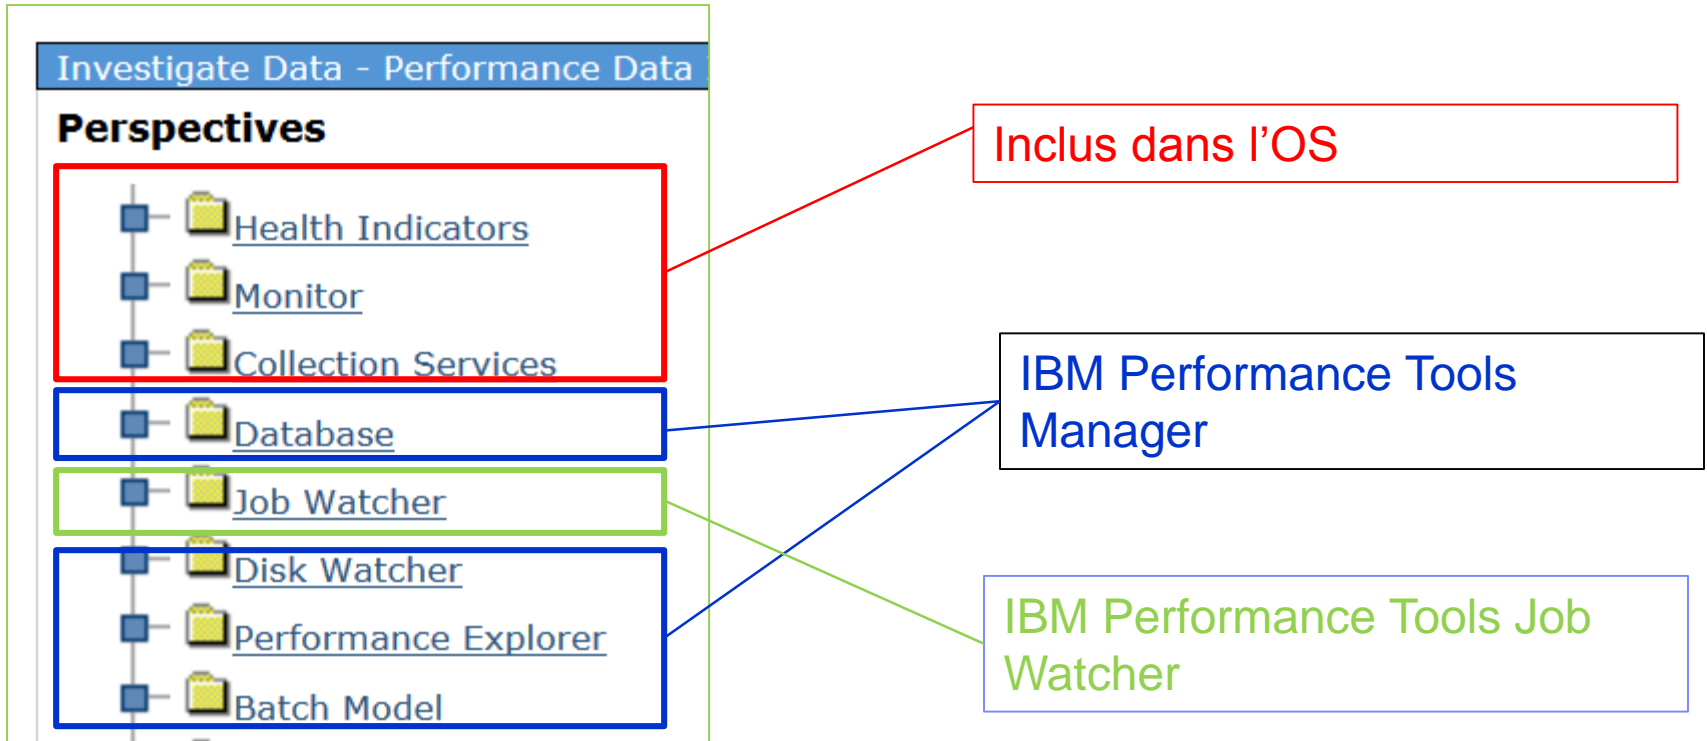 Investigate Data - Performance Data
Perspectives
Health Indicators
Monitor
Collection Services
Database
Job Watcher
Disk Watcher
Performance Explorer
Batch Model
Inclus dans l’OS
IBM Performance Tools
Manager
IBM Performance Tools Job
Watcher